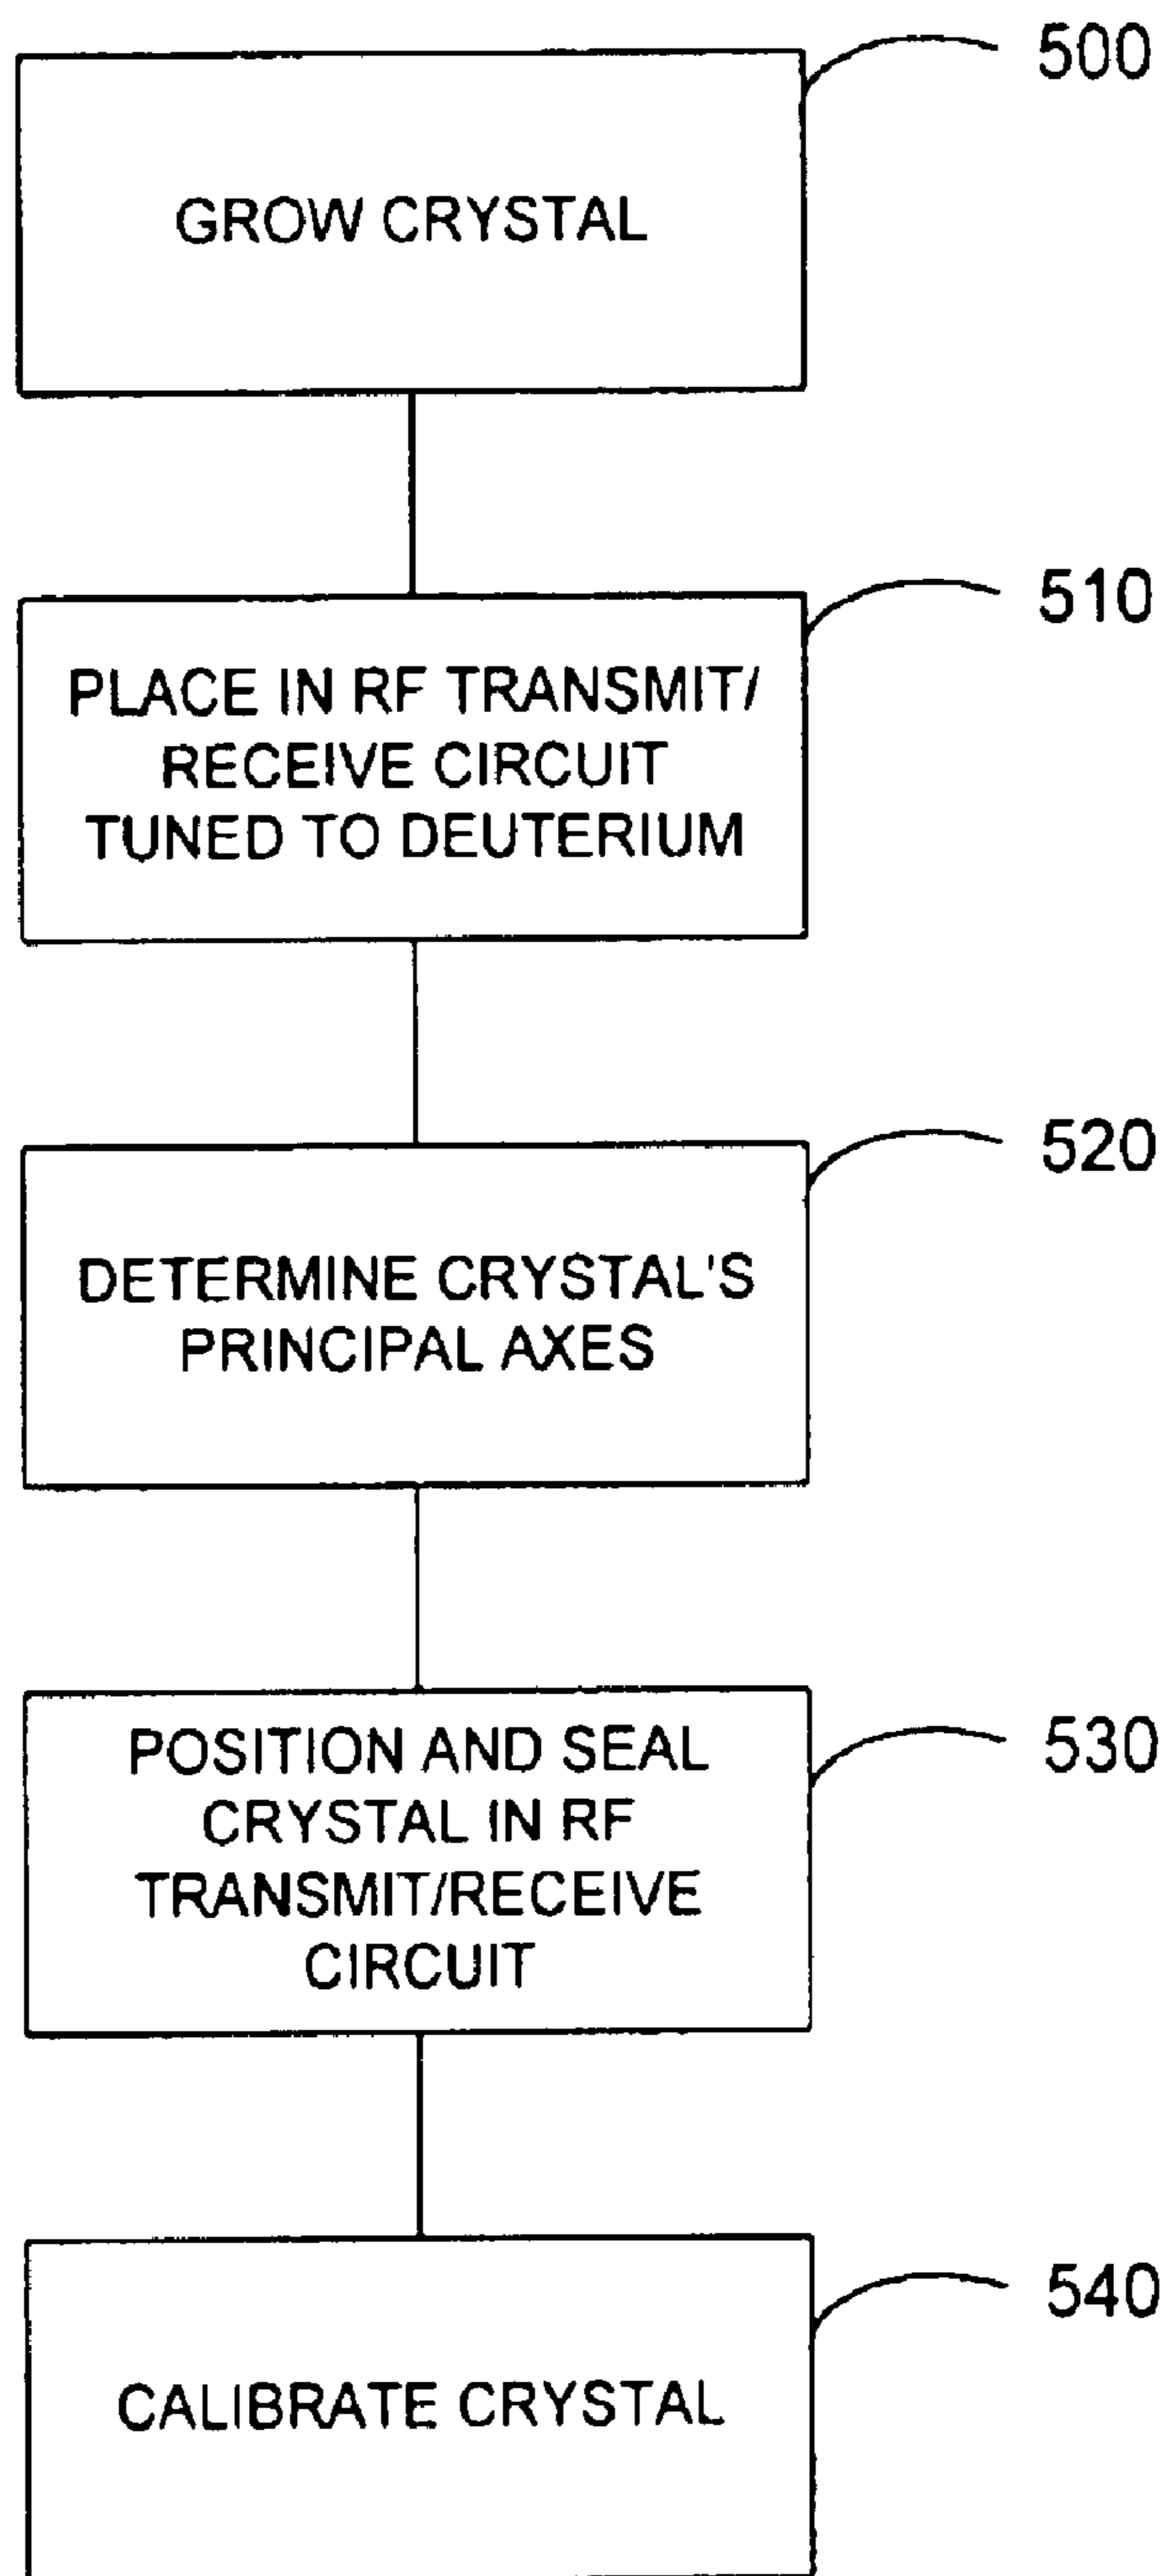 500
GROW CRYSTAL
510
PLACE IN RF TRANSMIT/
RECEIVE CIRCUIT
TUNED TO DEUTERIUM
520
DETERMINE CRYSTAL'S
PRINCIPAL AXES
530
POSITION AND SEAL
CRYSTAL IN RF
TRANSMIT/RECEIVE
CIRCUIT
540
CALIBRATE CRYSTAL